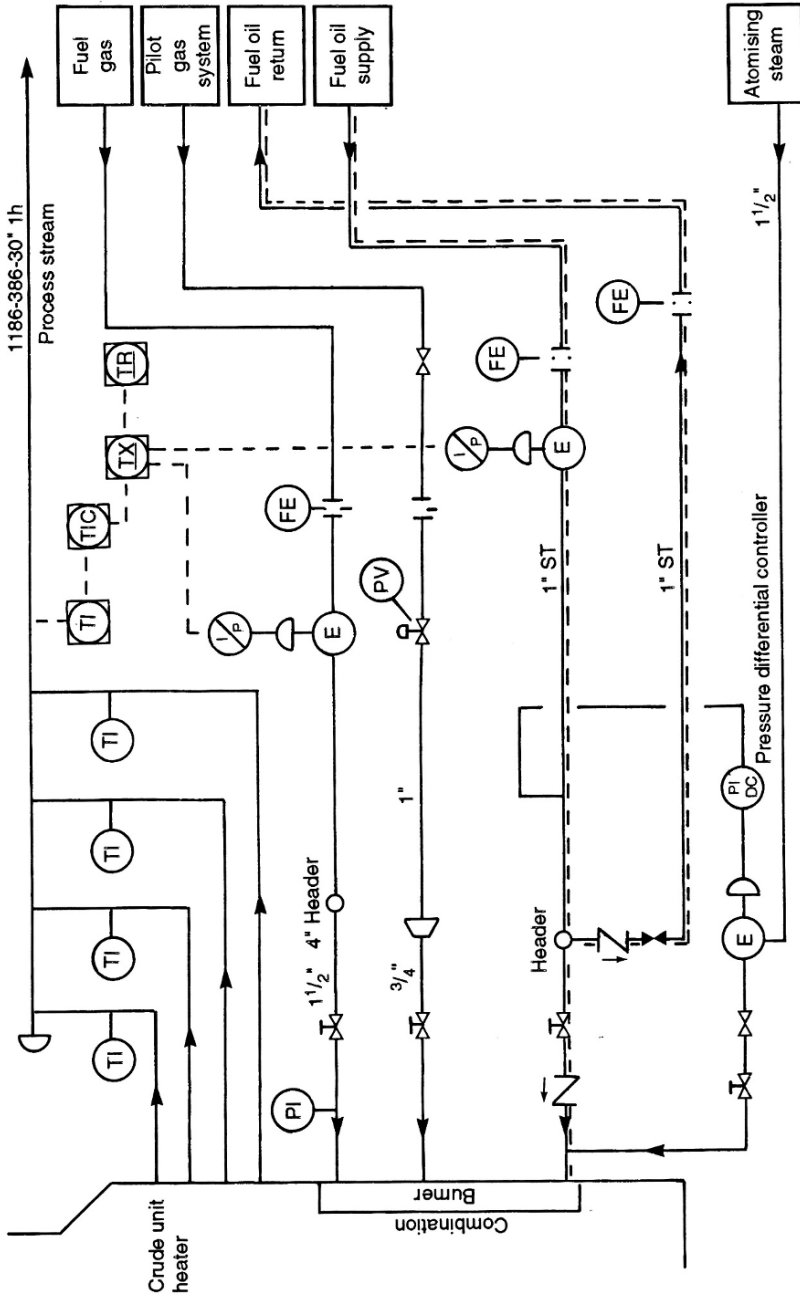 1186-386-30" 1h
Process stream
Fuel
gas
Pilot
gas
system
Fuel oil
return
Fuel oil
supply
Atomising
steam
1 1/2"
TR
TX
TIC
TI
I/P
FE
E
PV
I/P
FE
E
FE
TI
TI
TI
TI
1" ST
1" ST
1"
3/4"
1 1/2" 4" Header
Header
PI
Pressure differential controller
PI
DC
E
Crude unit
heater
Combination
Burner